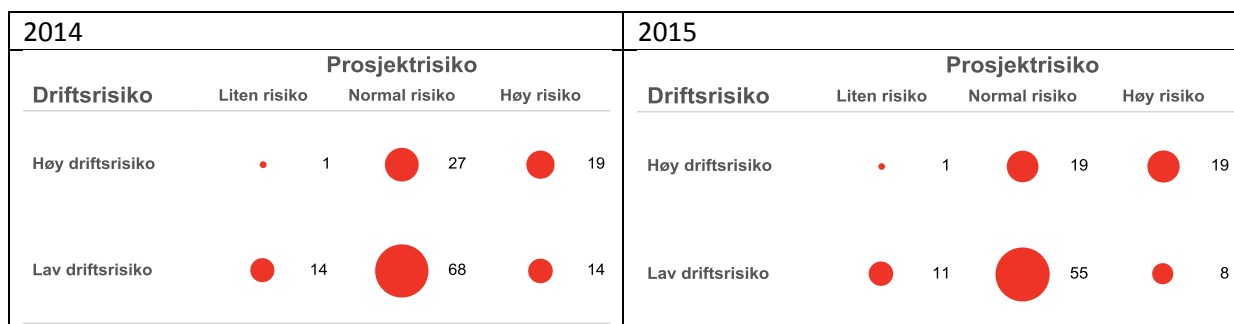 2014
Prosjektrisiko
Driftsrisiko Liten risiko Normal risiko Høy risiko
Høy driftsrisiko 1 27 19
Lav driftsrisiko 14 68 14
2015
Prosjektrisiko
Driftsrisiko Liten risiko Normal risiko Høy risiko
Høy driftsrisiko 1 19 19
Lav driftsrisiko 11 55 8